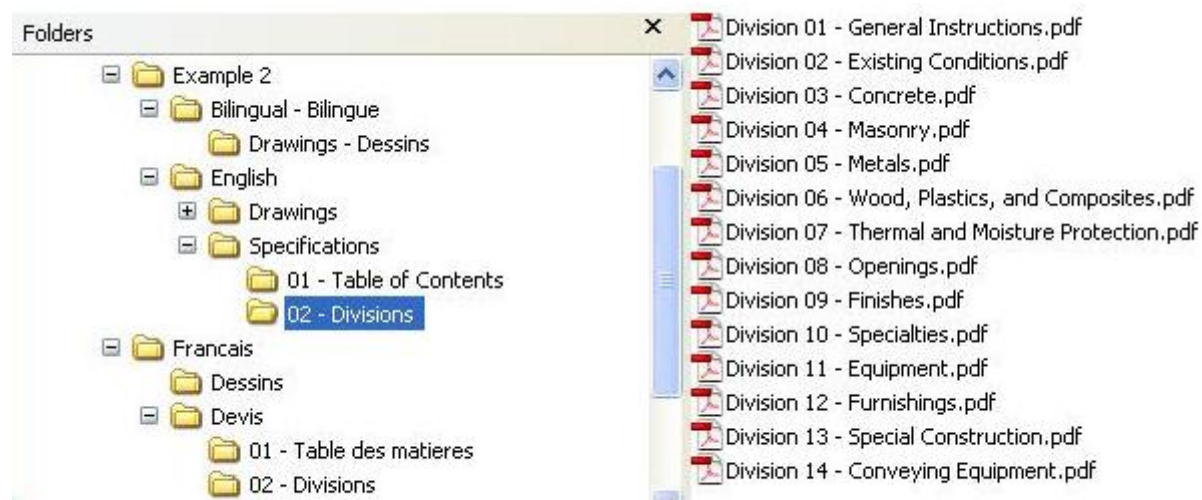 Folders
Example 2
Bilingual - Bilingue
Drawings - Dessins
English
Drawings
Specifications
01 - Table of Contents
02 - Divisions
Francais
Dessins
Devis
01 - Table des matieres
02 - Divisions
Division 01 - General Instructions.pdf
Division 02 - Existing Conditions.pdf
Division 03 - Concrete.pdf
Division 04 - Masonry.pdf
Division 05 - Metals.pdf
Division 06 - Wood, Plastics, and Composites.pdf
Division 07 - Thermal and Moisture Protection.pdf
Division 08 - Openings.pdf
Division 09 - Finishes.pdf
Division 10 - Specialties.pdf
Division 11 - Equipment.pdf
Division 12 - Furnishings.pdf
Division 13 - Special Construction.pdf
Division 14 - Conveying Equipment.pdf